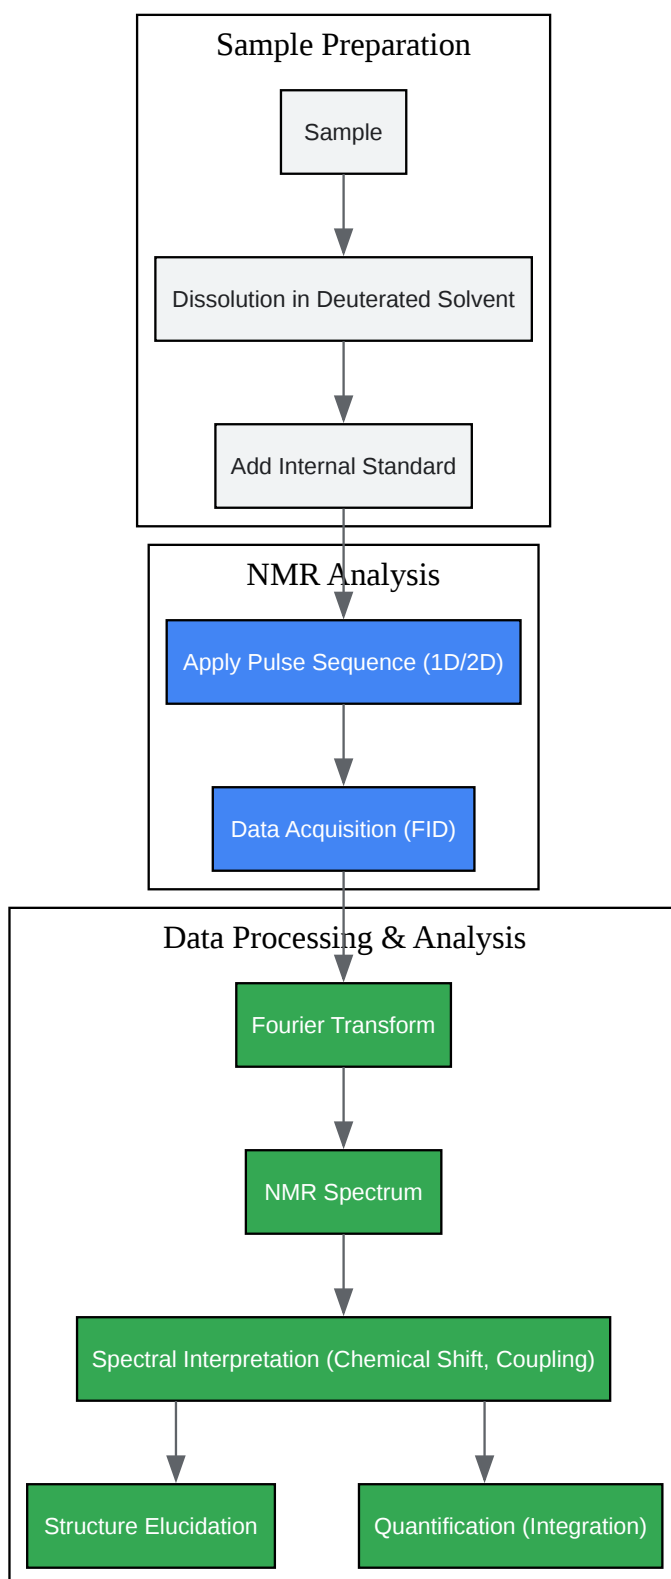 Sample Preparation
Sample
Dissolution in Deuterated Solvent
Add Internal Standard
NMR Analysis
Apply Pulse Sequence (1D/2D)
Data Acquisition (FID)
Data Processing & Analysis
Fourier Transform
NMR Spectrum
Spectral Interpretation (Chemical Shift, Coupling)
Structure Elucidation
Quantification (Integration)